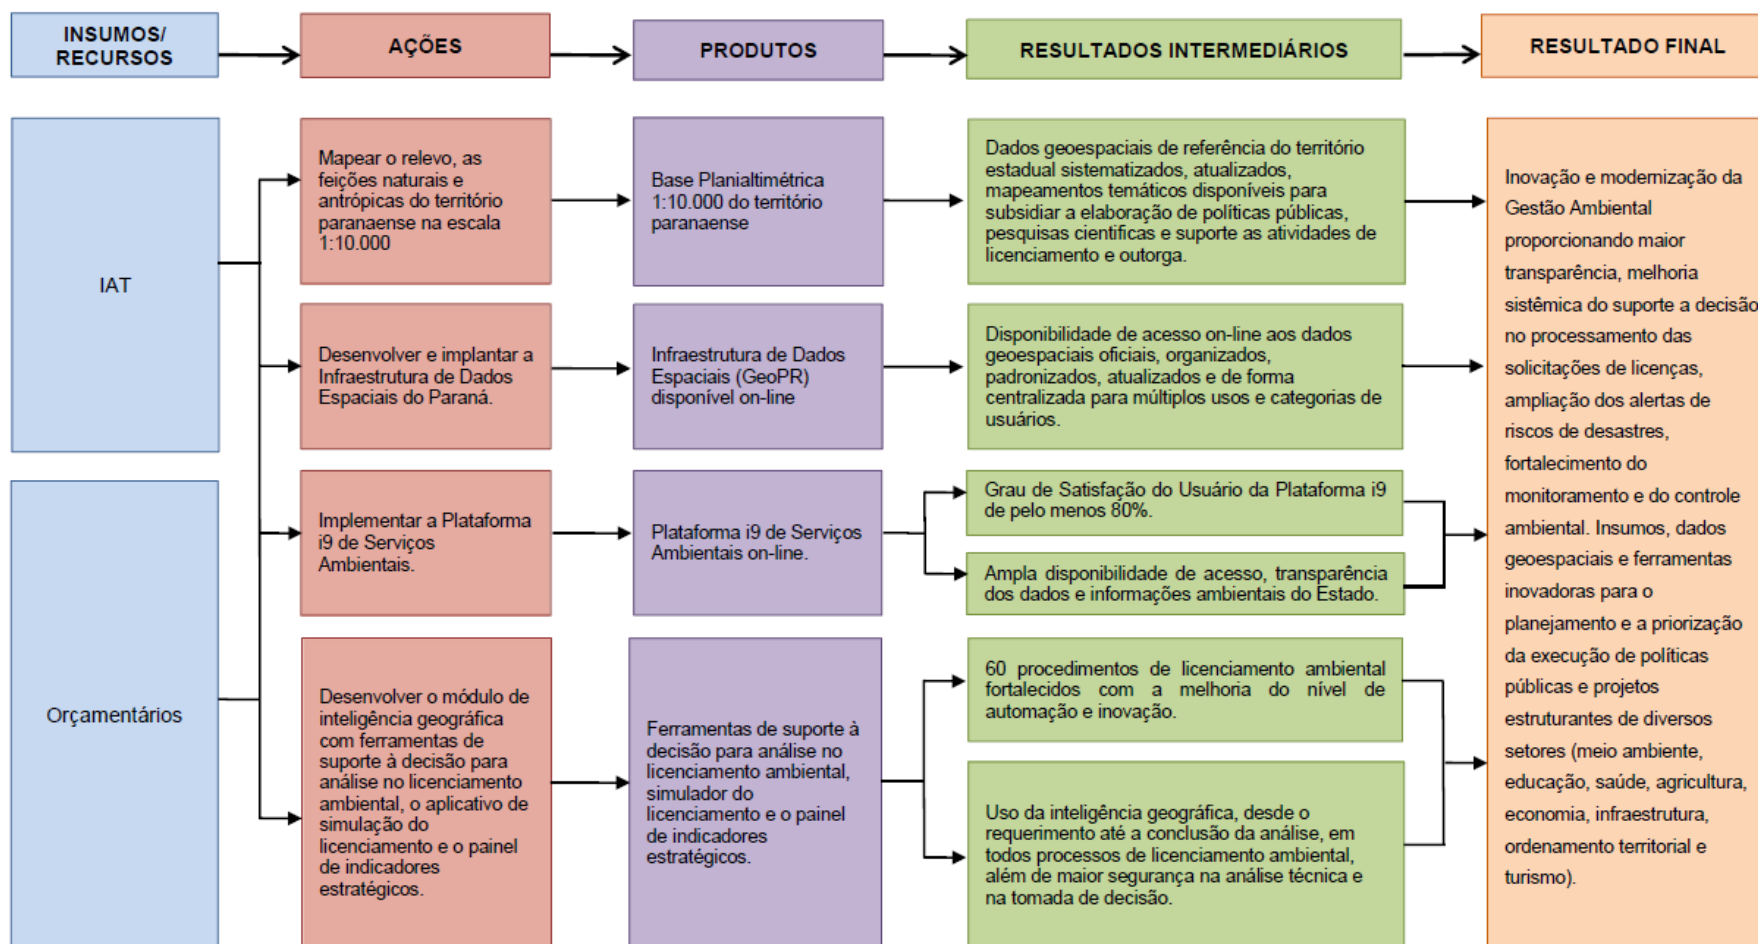 INSUMOS/
RECURSOS
AÇÕES
PRODUTOS
RESULTADOS INTERMEDIÁRIOS
RESULTADO FINAL
IAT
Orçamentários
Mapear o relevo, as
feições naturais e
antrópicas do território
paranaense na escala
1:10.000
Base Planialtimétrica
1:10.000 do território
paranaense
Dados geoespaciais de referência do território
estadual sistematizados, atualizados,
mapeamentos temáticos disponíveis para
subsidiar a elaboração de políticas públicas,
pesquisas cientificas e suporte as atividades de
licenciamento e outorga.
Desenvolver e implantar a
Infraestrutura de Dados
Espaciais do Paraná.
Infraestrutura de Dados
Espaciais (GeoPR)
disponível on-line
Disponibilidade de acesso on-line aos dados
geoespaciais oficiais, organizados,
padronizados, atualizados e de forma
centralizada para múltiplos usos e categorias de
usuários.
Implementar a Plataforma
i9 de Serviços
Ambientais.
Plataforma i9 de Serviços
Ambientais on-line.
Grau de Satisfação do Usuário da Plataforma i9
de pelo menos 80%.
Ampla disponibilidade de acesso, transparência
dos dados e informações ambientais do Estado.
Desenvolver o módulo de
inteligência geográfica
com ferramentas de
suporte à decisão para
análise no licenciamento
ambiental, o aplicativo de
simulação do
licenciamento e o painel
de indicadores
estratégicos.
Ferramentas de suporte à
decisão para análise no
licenciamento ambiental,
simulador do
licenciamento e o painel
de indicadores
estratégicos.
60 procedimentos de licenciamento ambiental
fortalecidos com a melhoria do nível de
automação e inovação.
Uso da inteligência geográfica, desde o
requerimento até a conclusão da análise, em
todos processos de licenciamento ambiental,
além de maior segurança na análise técnica e
na tomada de decisão.
Inovação e modernização da
Gestão Ambiental
proporcionando maior
transparência, melhoria
sistêmica do suporte a decisão
no processamento das
solicitações de licenças,
ampliação dos alertas de
riscos de desastres,
fortalecimento do
monitoramento e do controle
ambiental. Insumos, dados
geoespaciais e ferramentas
inovadoras para o
planejamento e a priorização
da execução de políticas
públicas e projetos
estruturantes de diversos
setores (meio ambiente,
educação, saúde, agricultura,
economia, infraestrutura,
ordenamento territorial e
turismo).